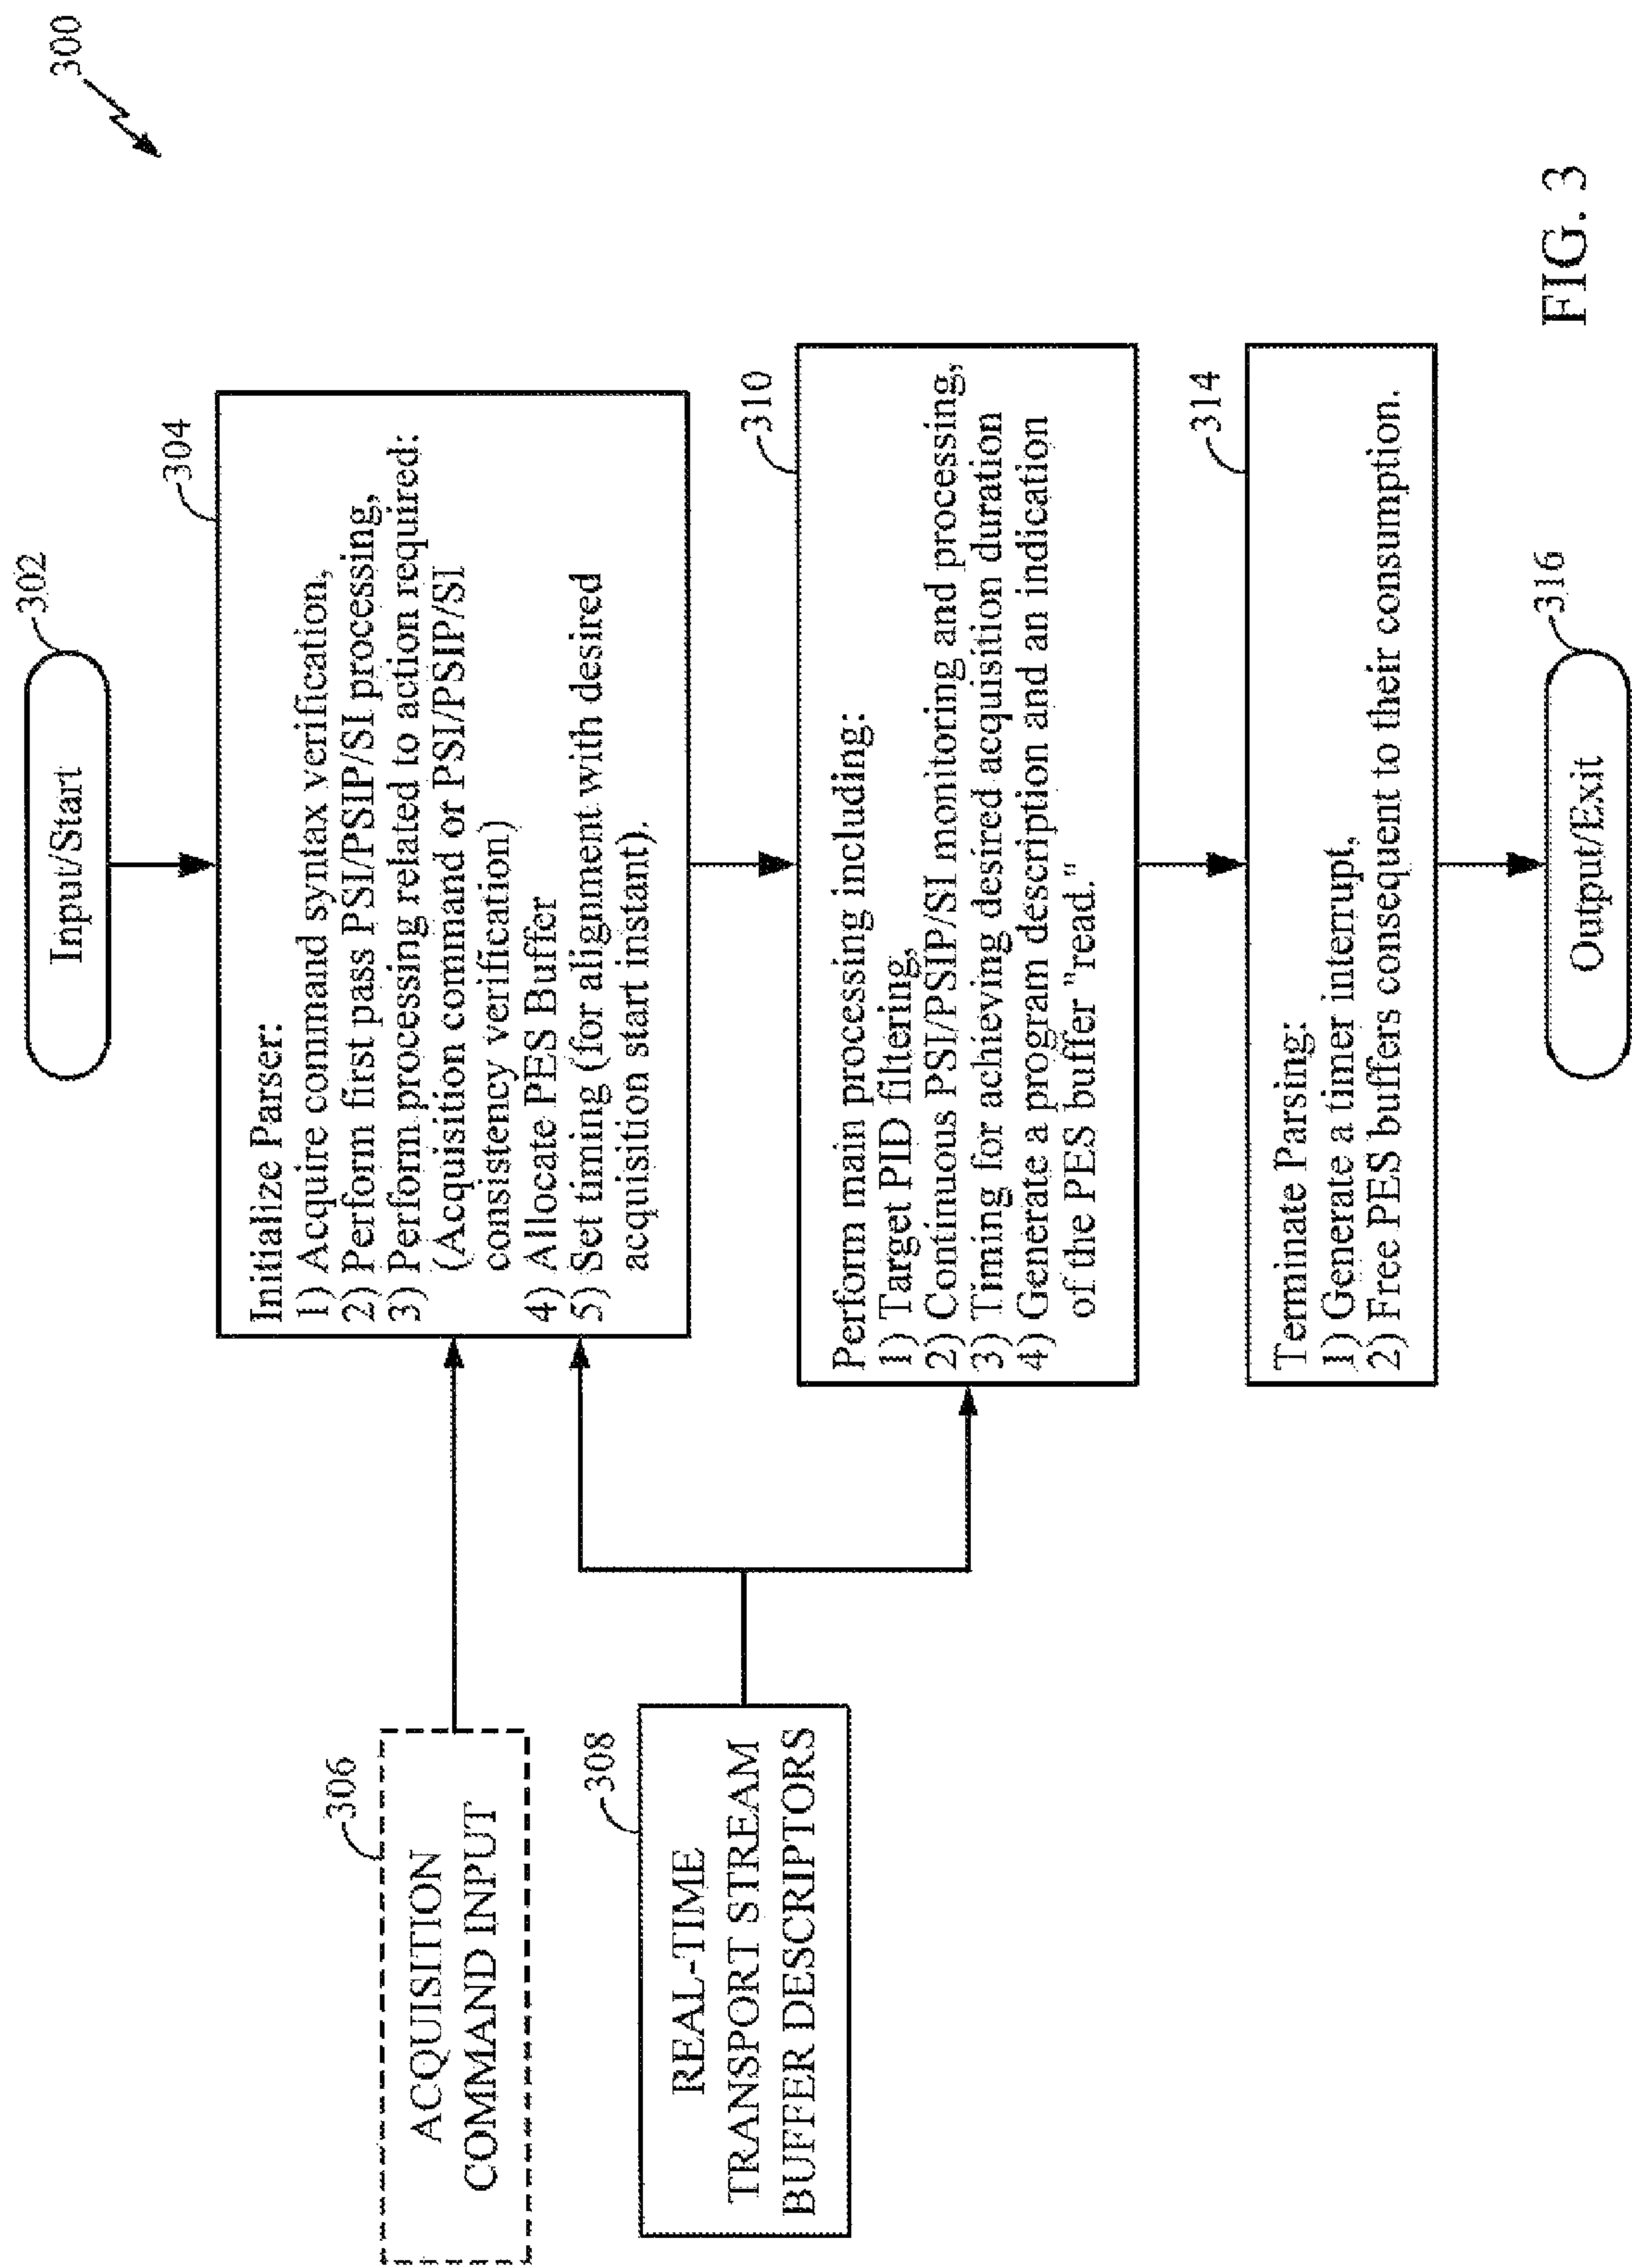 300
Input/Start
302
304
Initialize Parser:
1) Acquire command syntax verification,
2) Perform first pass PSI/PSIP/SI processing,
3) Perform processing related to action required:
(Acquisition command or PSI/PSIP/SI
consistency verification)
4) Allocate PES Buffer
5) Set timing (for alignment with desired
acquisition start instant).
306
ACQUISITION
COMMAND INPUT
308
REAL-TIME
TRANSPORT STREAM
BUFFER DESCRIPTORS
310
Perform main processing including:
1) Target PID filtering,
2) Continuous PSI/PSIP/SI monitoring and processing,
3) Timing for achieving desired acquisition duration
4) Generate a program description and an indication
of the PES buffer "read."
314
Terminate Parsing:
1) Generate a timer interrupt,
2) Free PES buffers consequent to their consumption.
316
Output/Exit
FIG. 3